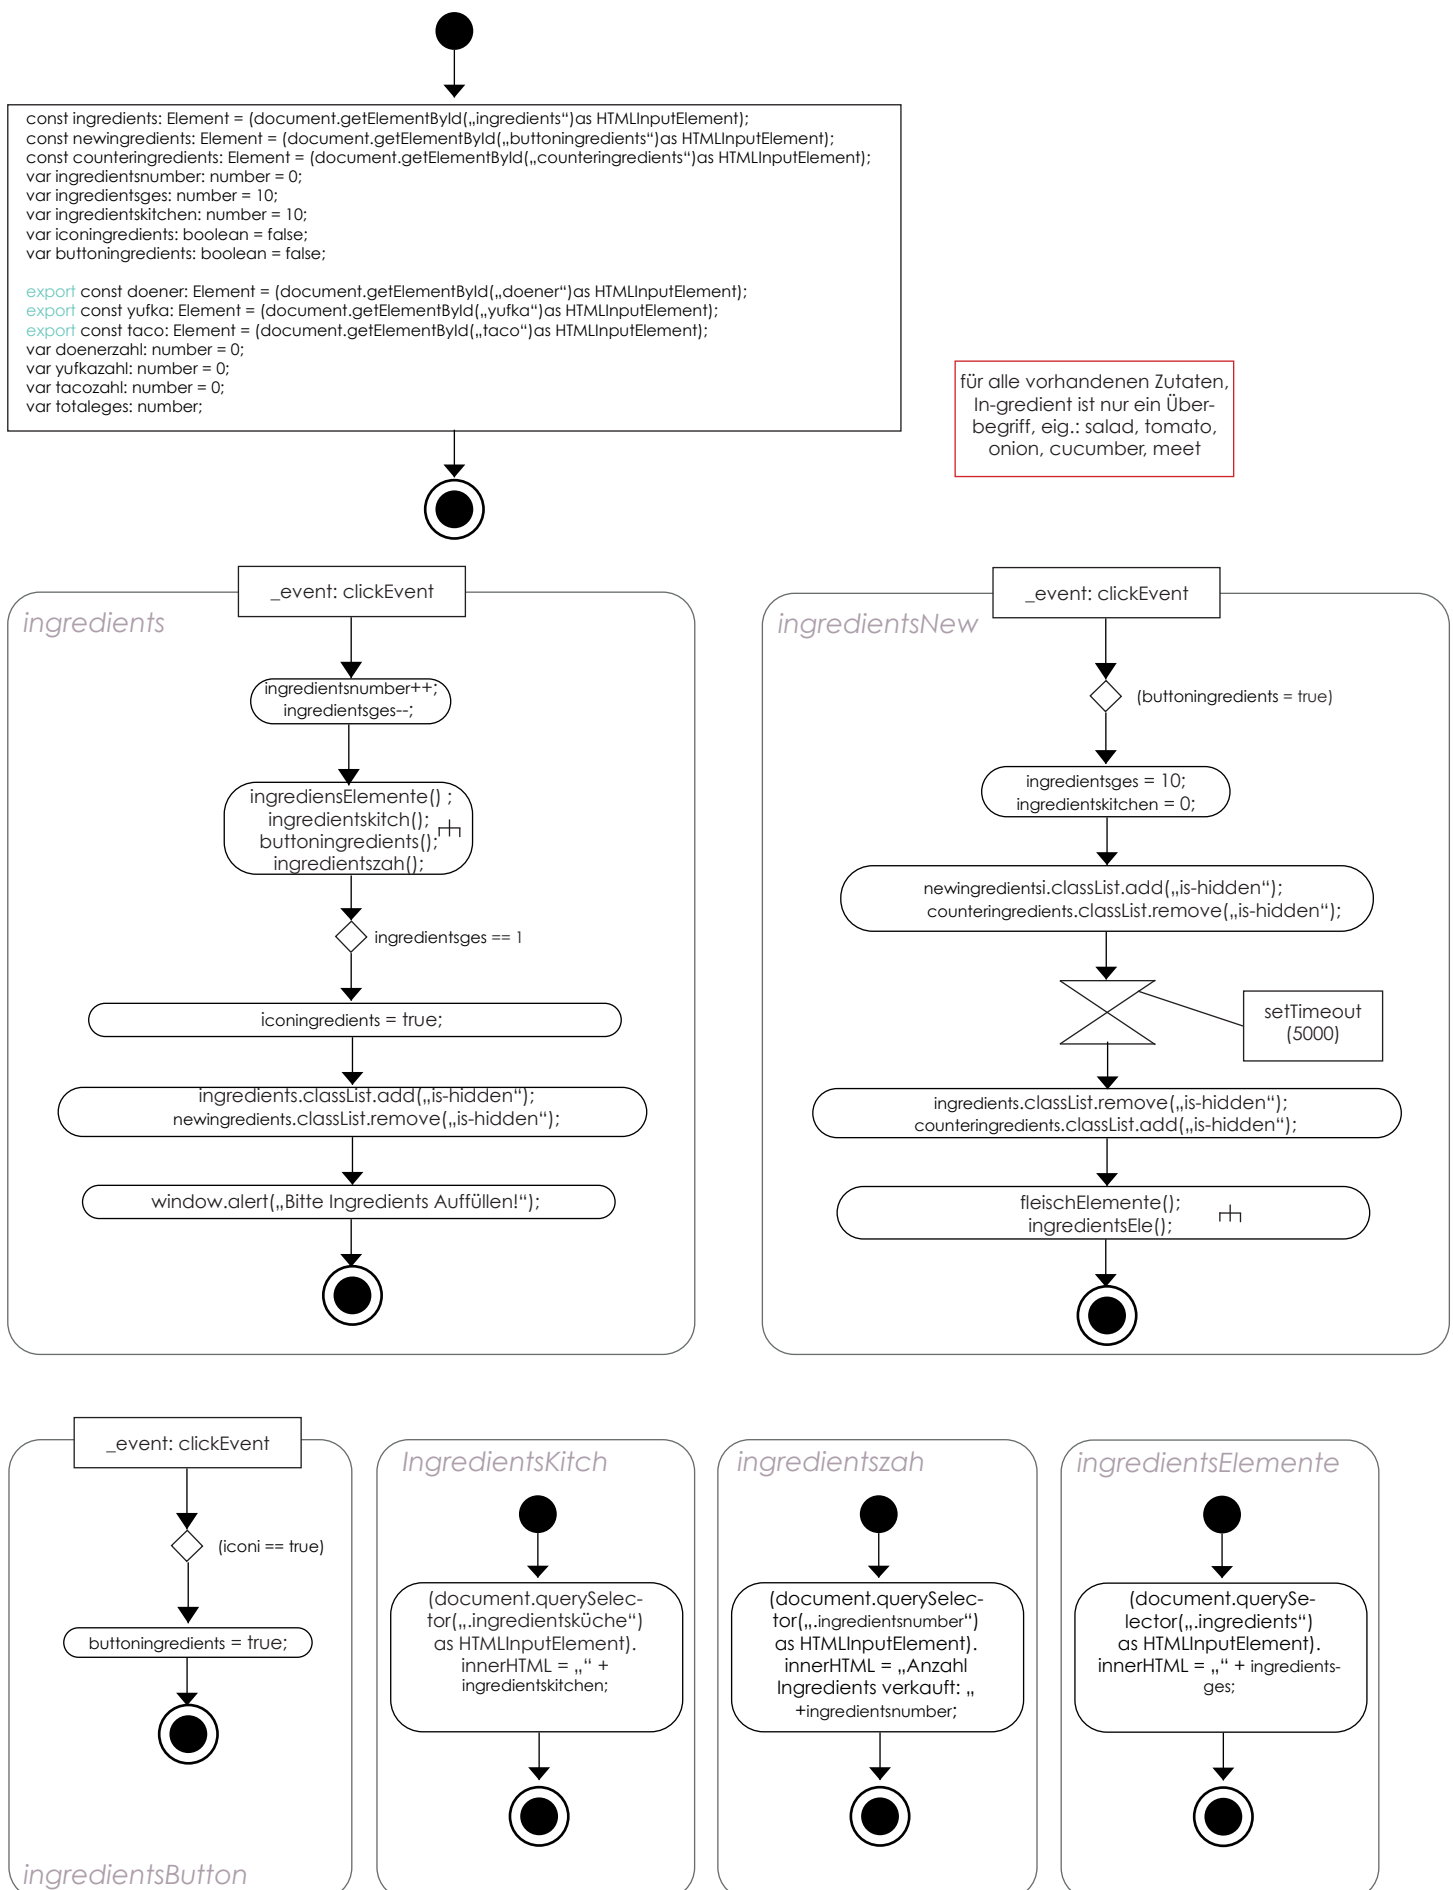 const ingredients: Element = (document.getElementById(„ingredients“)as HTMLInputElement);
const newingredients: Element = (document.getElementById(„buttoningredients“)as HTMLInputElement);
const counteringredients: Element = (document.getElementById(„counteringredients“)as HTMLInputElement);
var ingredientsnumber: number = 0;
var ingredientsges: number = 10;
var ingredientskitchen: number = 10;
var iconingredients: boolean = false;
var buttoningredients: boolean = false;
export const doener: Element = (document.getElementById(„doener“)as HTMLInputElement);
export const yufka: Element = (document.getElementById(„yufka“)as HTMLInputElement);
export const taco: Element = (document.getElementById(„taco“)as HTMLInputElement);
var doenerzahl: number = 0;
var yufkazahl: number = 0;
var tacozahl: number = 0;
var totaleges: number;
für alle vorhandenen Zutaten,
In-gredient ist nur ein Über-
begriff, eig.: salad, tomato,
onion, cucumber, meet
_event: clickEvent
ingredients
ingredientsnumber++;
ingredientsges--;
ingrediensElemente() ;
ingredientskitch();
buttoningredients();
ingredientszah();
ingredientsges == 1
iconingredients = true;
ingredients.classList.add(„is-hidden“);
newingredients.classList.remove(„is-hidden“);
window.alert(„Bitte Ingredients Auffüllen!“);
_event: clickEvent
ingredientsNew
(buttoningredients = true)
ingredientsges = 10;
ingredientskitchen = 0;
newingredientsi.classList.add(„is-hidden“);
counteringredients.classList.remove(„is-hidden“);
setTimeout
(5000)
ingredients.classList.remove(„is-hidden“);
counteringredients.classList.add(„is-hidden“);
fleischElemente();
ingredientsEle();
_event: clickEvent
(iconi == true)
buttoningredients = true;
ingredientsButton
IngredientsKitch
(document.querySelec-
tor(„.ingredientsküche“)
as HTMLInputElement).
innerHTML = „“ +
ingredientskitchen;
ingredientszah
(document.querySelec-
tor(„.ingredientsnumber“)
as HTMLInputElement).
innerHTML = „Anzahl
Ingredients verkauft: „
+ingredientsnumber;
ingredientsElemente
(document.querySe-
lector(„.ingredients“)
as HTMLInputElement).
innerHTML = „“ + ingredients-
ges;